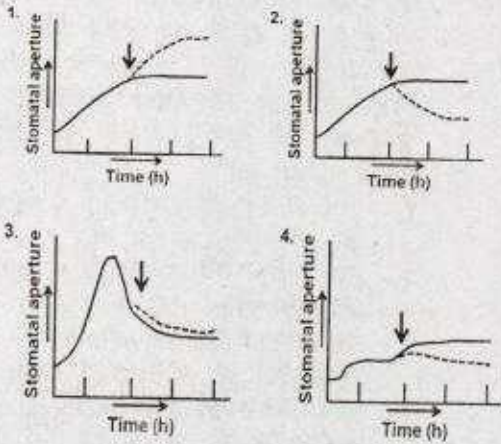 1.
Stomatal aperture
Time (h)
2.
Stomatal aperture
Time (h)
3.
Stomatal aperture
Time (h)
4.
Stomatal aperture
Time (h)